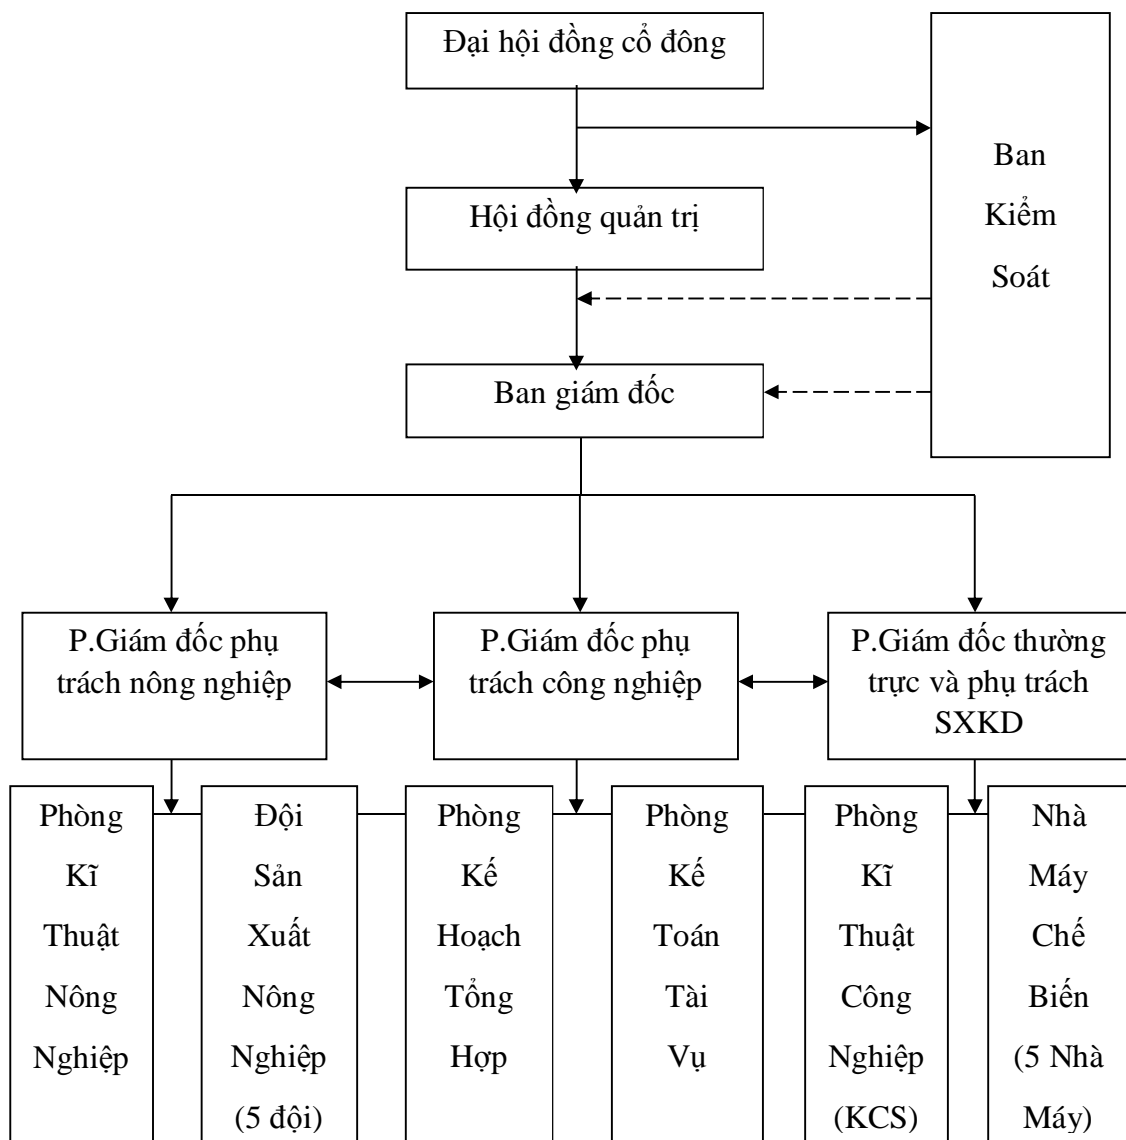 Đại hội đồng cổ đông
Ban
Kiểm
Soát
Hội đồng quản trị
Ban giám đốc
P.Giám đốc phụ
trách nông nghiệp
P.Giám đốc phụ
trách công nghiệp
P.Giám đốc thường
trực và phụ trách
SXKD
Phòng
Kĩ
Thuật
Nông
Nghiệp
Đội
Sản
Xuất
Nông
Nghiệp
(5 đội)
Phòng
Kế
Hoạch
Tổng
Hợp
Phòng
Kế
Toán
Tài
Vụ
Phòng
Kĩ
Thuật
Công
Nghiệp
(KCS)
Nhà
Máy
Chế
Biến
(5 Nhà
Máy)